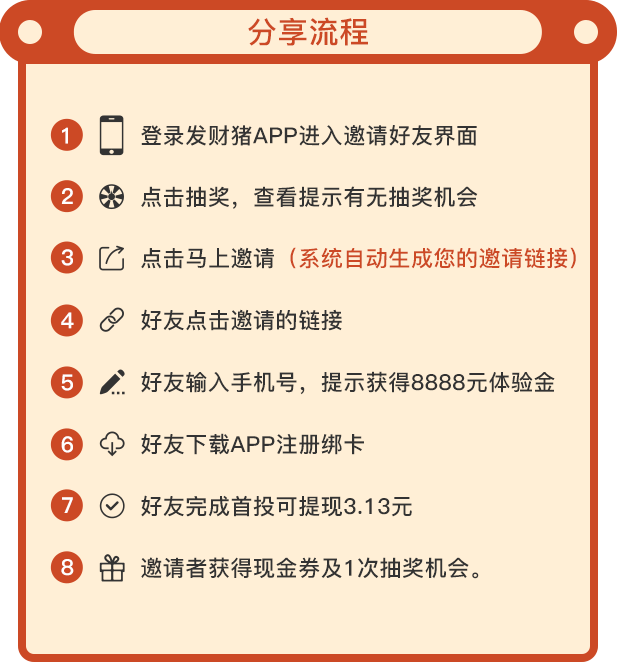 分享流程
1 登录发财猪APP进入邀请好友界面
2 点击抽奖，查看提示有无抽奖机会
3 点击马上邀请（系统自动生成您的邀请链接）
4 好友点击邀请的链接
5 好友输入手机号，提示获得8888元体验金
6 好友下载APP注册绑卡
7 好友完成首投可提现3.13元
8 邀请者获得现金券及1次抽奖机会。